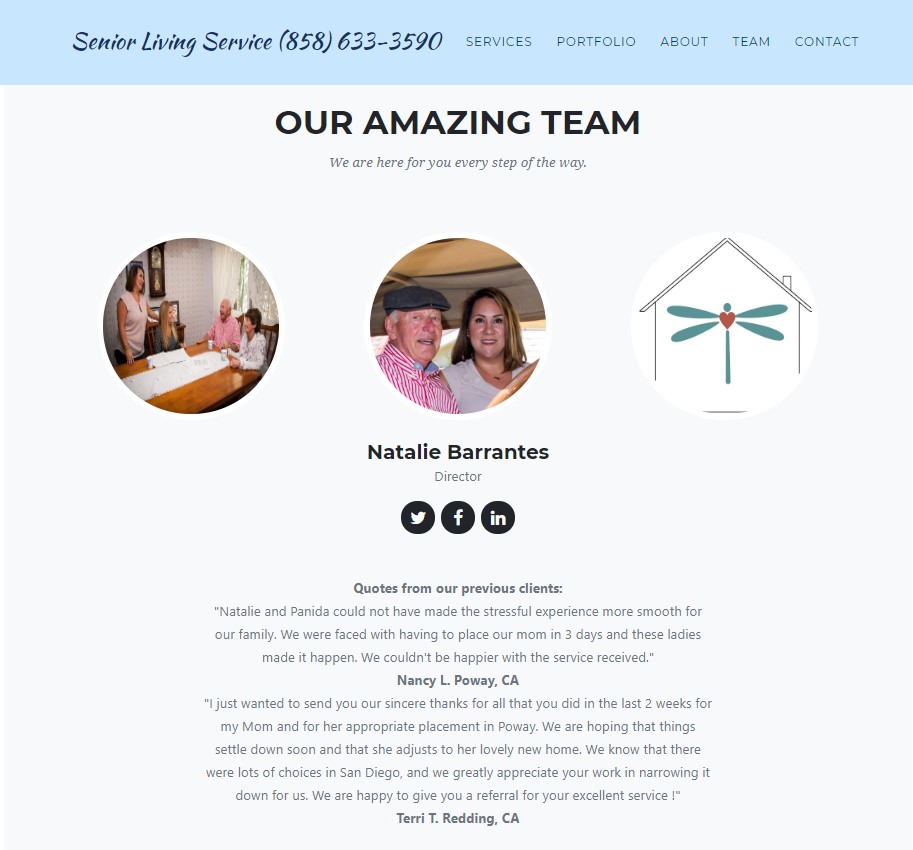 Senior Living Service (858) 633-3590 SERVICES PORTFOLIO ABOUT TEAM CONTACT
OUR AMAZING TEAM
We are here for you every step of the way.
Natalie Barrantes
Director
Quotes from our previous clients:
"Natalie and Panida could not have made the stressful experience more smooth for
our family. We were faced with having to place our mom in 3 days and these ladies
made it happen. We couldn't be happier with the service received."
Nancy L. Poway, CA
"I just wanted to send you our sincere thanks for all that you did in the last 2 weeks for
my Mom and for her appropriate placement in Poway. We are hoping that things
settle down soon and that she adjusts to her lovely new home. We know that there
were lots of choices in San Diego, and we greatly appreciate your work in narrowing it
down for us. We are happy to give you a referral for your excellent service !"
Terri T. Redding, CA